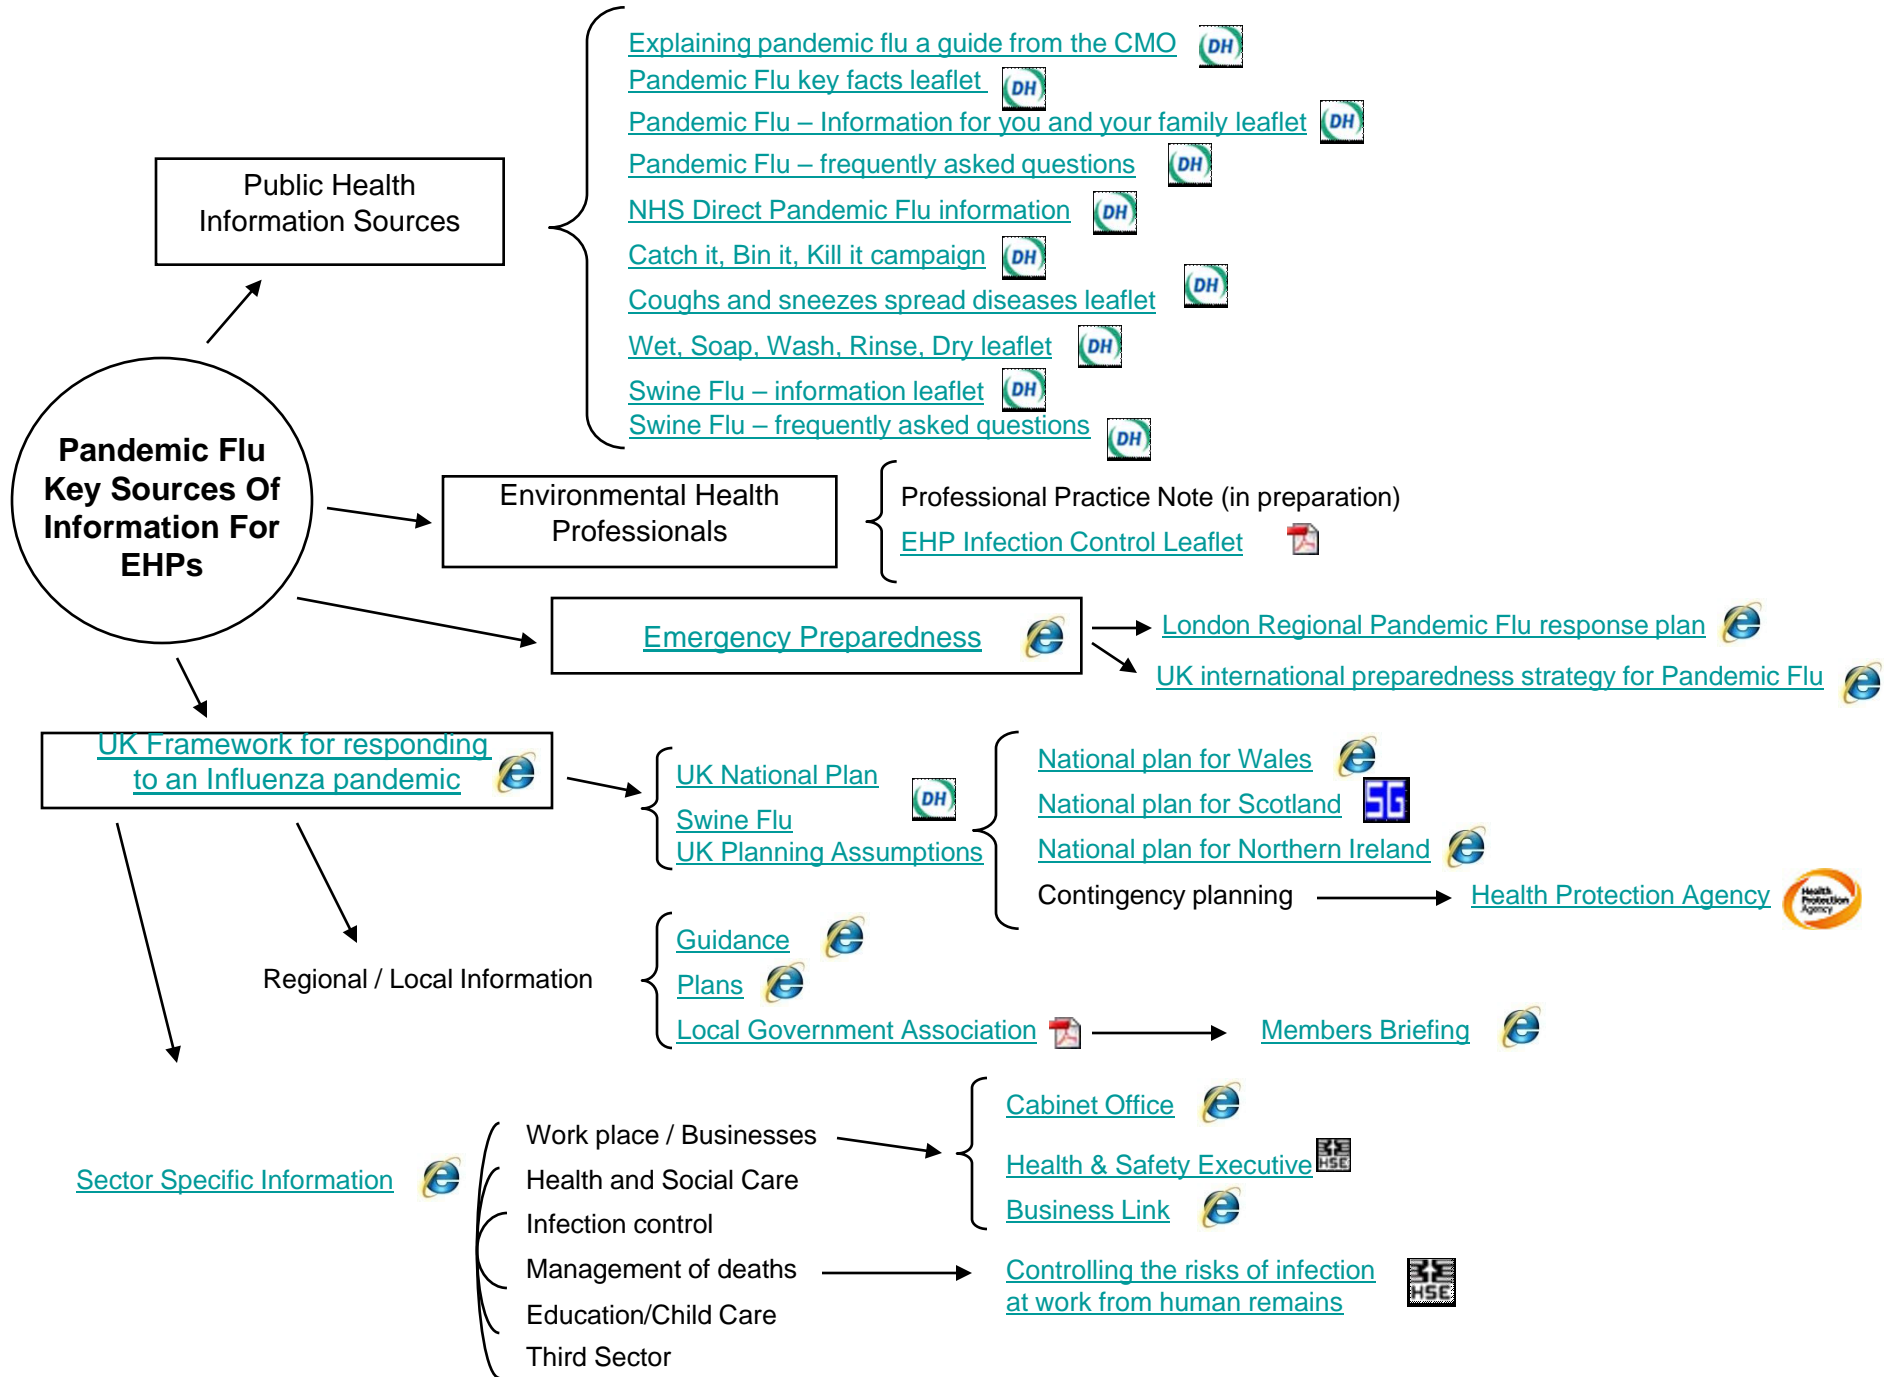 Explaining pandemic flu a guide from the CMO
DH
Pandemic Flu key facts leaflet
DH
Pandemic Flu – Information for you and your family leaflet
DH
Pandemic Flu – frequently asked questions
DH
NHS Direct Pandemic Flu information
DH
Catch it, Bin it, Kill it campaign
DH
Coughs and sneezes spread diseases leaflet
DH
Wet, Soap, Wash, Rinse, Dry leaflet
DH
Swine Flu – information leaflet
DH
Swine Flu – frequently asked questions
DH
Public Health
Information Sources
Pandemic Flu
Key Sources Of
Information For
EHPs
Environmental Health
Professionals
Professional Practice Note (in preparation)
EHP Infection Control Leaflet
Emergency Preparedness
London Regional Pandemic Flu response plan
UK international preparedness strategy for Pandemic Flu
UK Framework for responding
to an Influenza pandemic
UK National Plan
DH
Swine Flu
UK Planning Assumptions
National plan for Wales
National plan for Scotland
SG
National plan for Northern Ireland
Contingency planning
Health Protection Agency
Health
Protection
Agency
Regional / Local Information
Guidance
Plans
Local Government Association
Members Briefing
Sector Specific Information
Work place / Businesses
Health and Social Care
Infection control
Management of deaths
Education/Child Care
Third Sector
Cabinet Office
Health & Safety Executive
HSE
Business Link
Controlling the risks of infection
at work from human remains
HSE